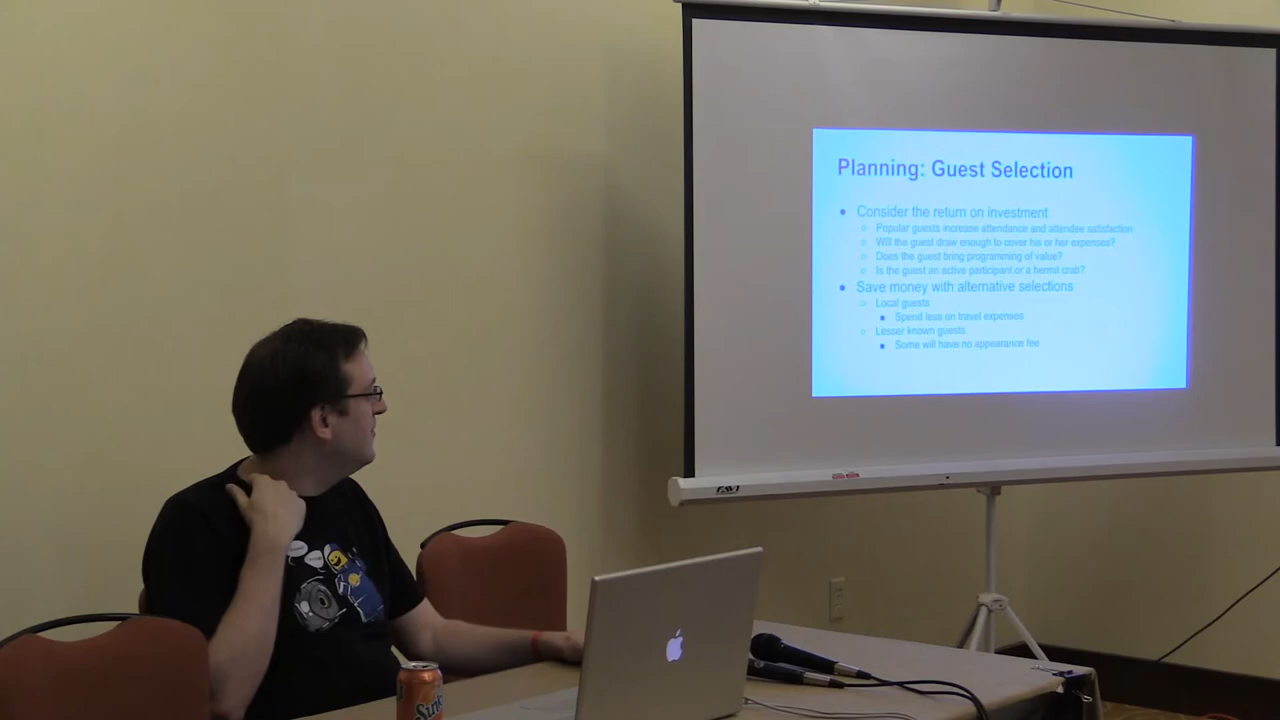 Planning: Guest Selection
● Consider the return on investment
○ Popular guests increase attendance and attendee satisfaction
○ Will the guest draw enough to cover his or her expenses?
○ Does the guest bring programming of value?
○ Is the guest an active participant or a hermit crab?
● Save money with alternative selections
○ Local guests
■ Spend less on travel expenses
○ Lesser known guests
■ Some will have no appearance fee